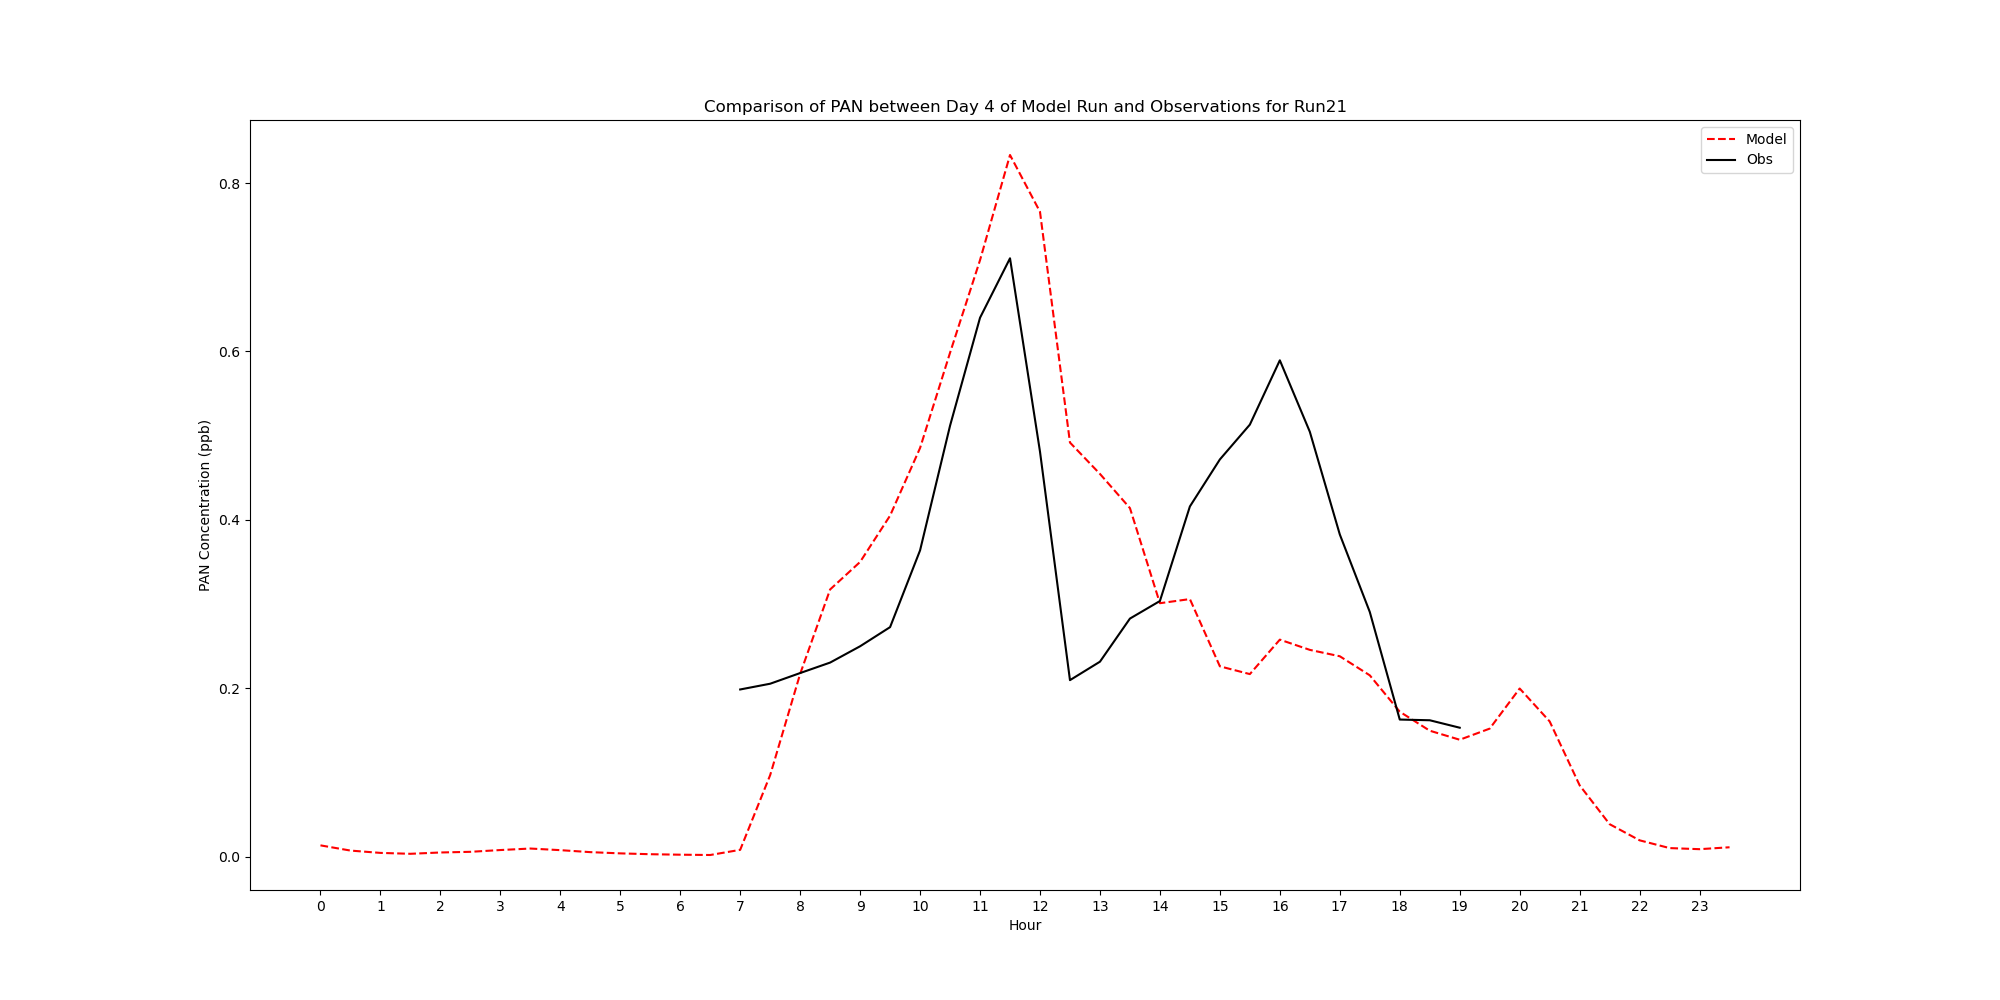 Comparison of PAN between Day 4 of Model Run and Observations for Run21
Model
Obs
PAN Concentration (ppb)
0.8
0.6
0.4
0.2
0.0
0 1 2 3 4 5 6 7 8 9 10 11 12 13 14 15 16 17 18 19 20 21 22 23
Hour